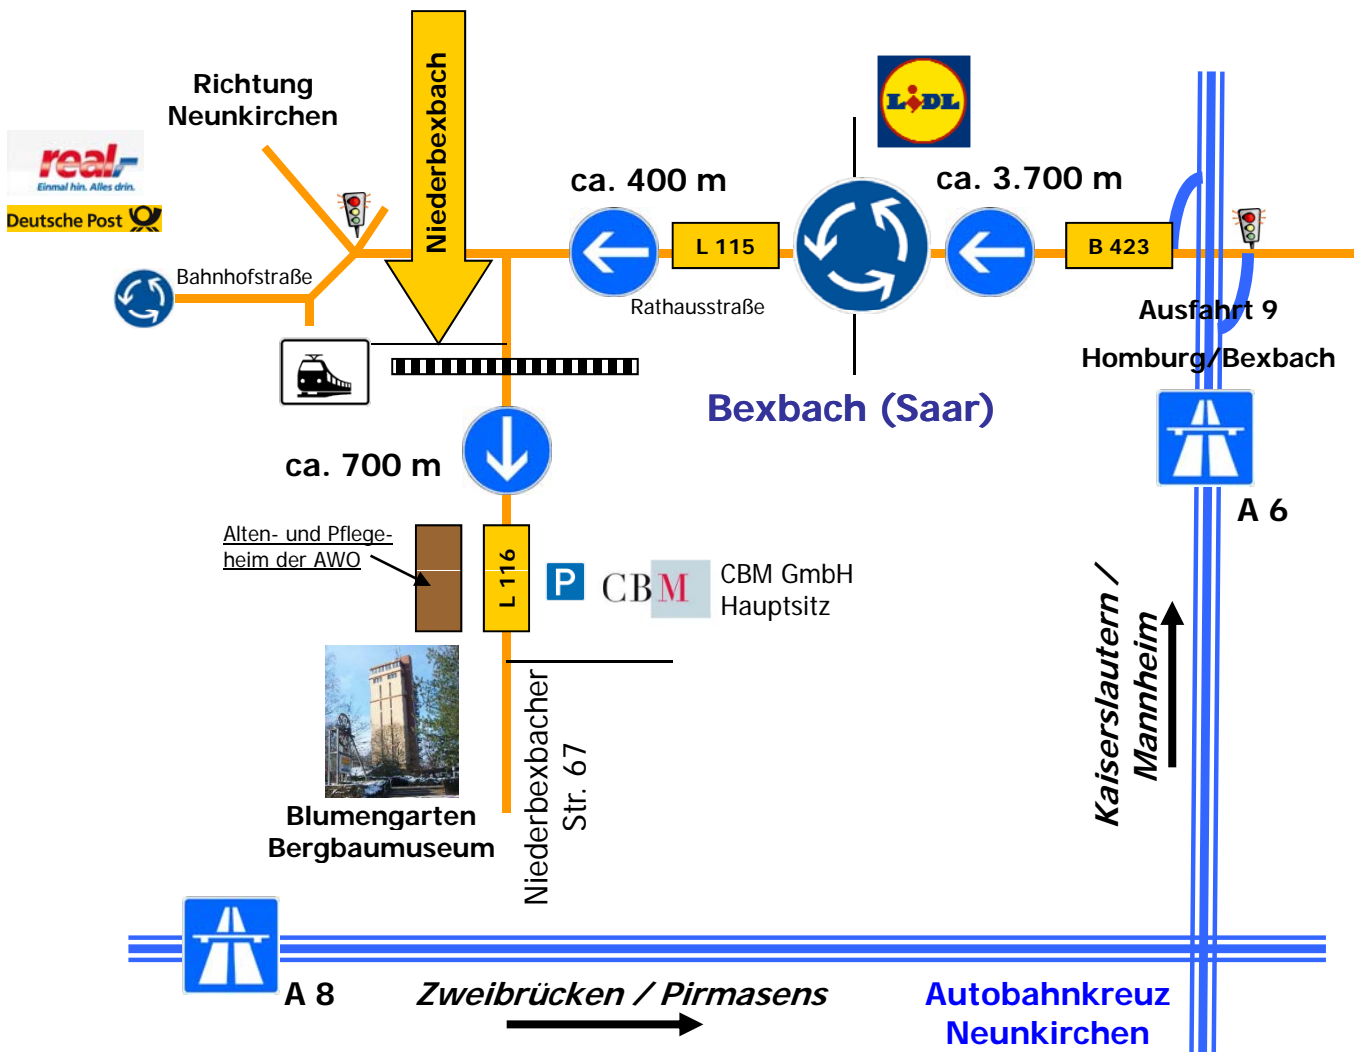 Richtung
Neunkirchen
real,-
Einmal hin. Alles drin.
Deutsche Post
Niederbexbach
LIDL
ca. 400 m
ca. 3.700 m
L 115
B 423
Bahnhofstraße
Rathausstraße
Ausfahrt 9
Homburg/Bexbach
Bexbach (Saar)
ca. 700 m
A 6
Alten- und Pflege-
heim der AWO
L 116
P
CBM
CBM GmbH
Hauptsitz
Kaiserslautern /
Mannheim
Niederbexbacher
Str. 67
Blumengarten
Bergbaumuseum
A 8
Zweibrücken / Pirmasens
Autobahnkreuz
Neunkirchen